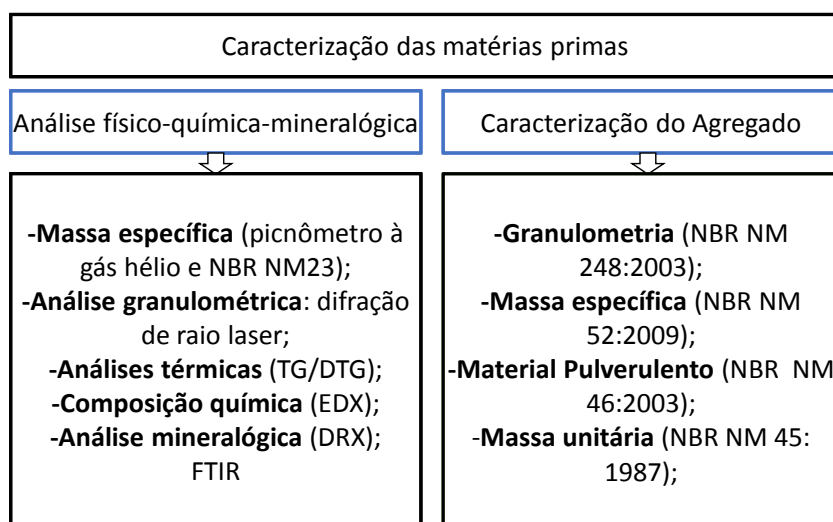 Caracterização das matérias primas
Análise físico-química-mineralógica
-Massa específica (picnômetro à
gás hélio e NBR NM23);
-Análise granulométrica: difração
de raio laser;
-Análises térmicas (TG/DTG);
-Composição química (EDX);
-Análise mineralógica (DRX);
FTIR
Caracterização do Agregado
-Granulometria (NBR NM
248:2003);
-Massa específica (NBR NM
52:2009);
-Material Pulverulento (NBR NM
46:2003);
-Massa unitária (NBR NM 45:
1987);